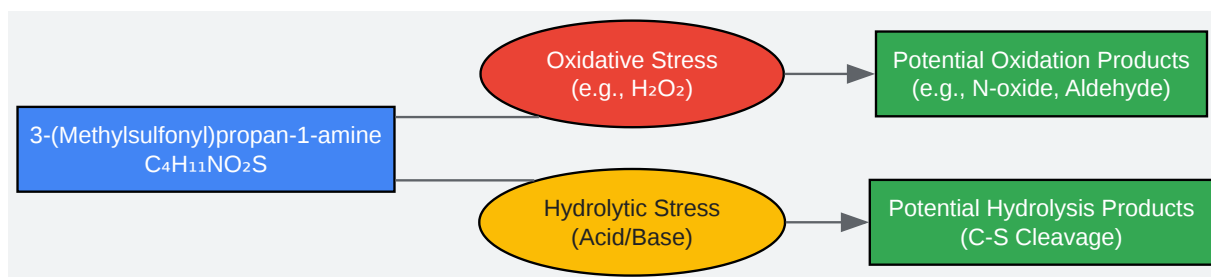 3-(Methylsulfonyl)propan-1-amine
C₄H₁₁NO₂S
Oxidative Stress
(e.g., H₂O₂)
Potential Oxidation Products
(e.g., N-oxide, Aldehyde)
Hydrolytic Stress
(Acid/Base)
Potential Hydrolysis Products
(C-S Cleavage)